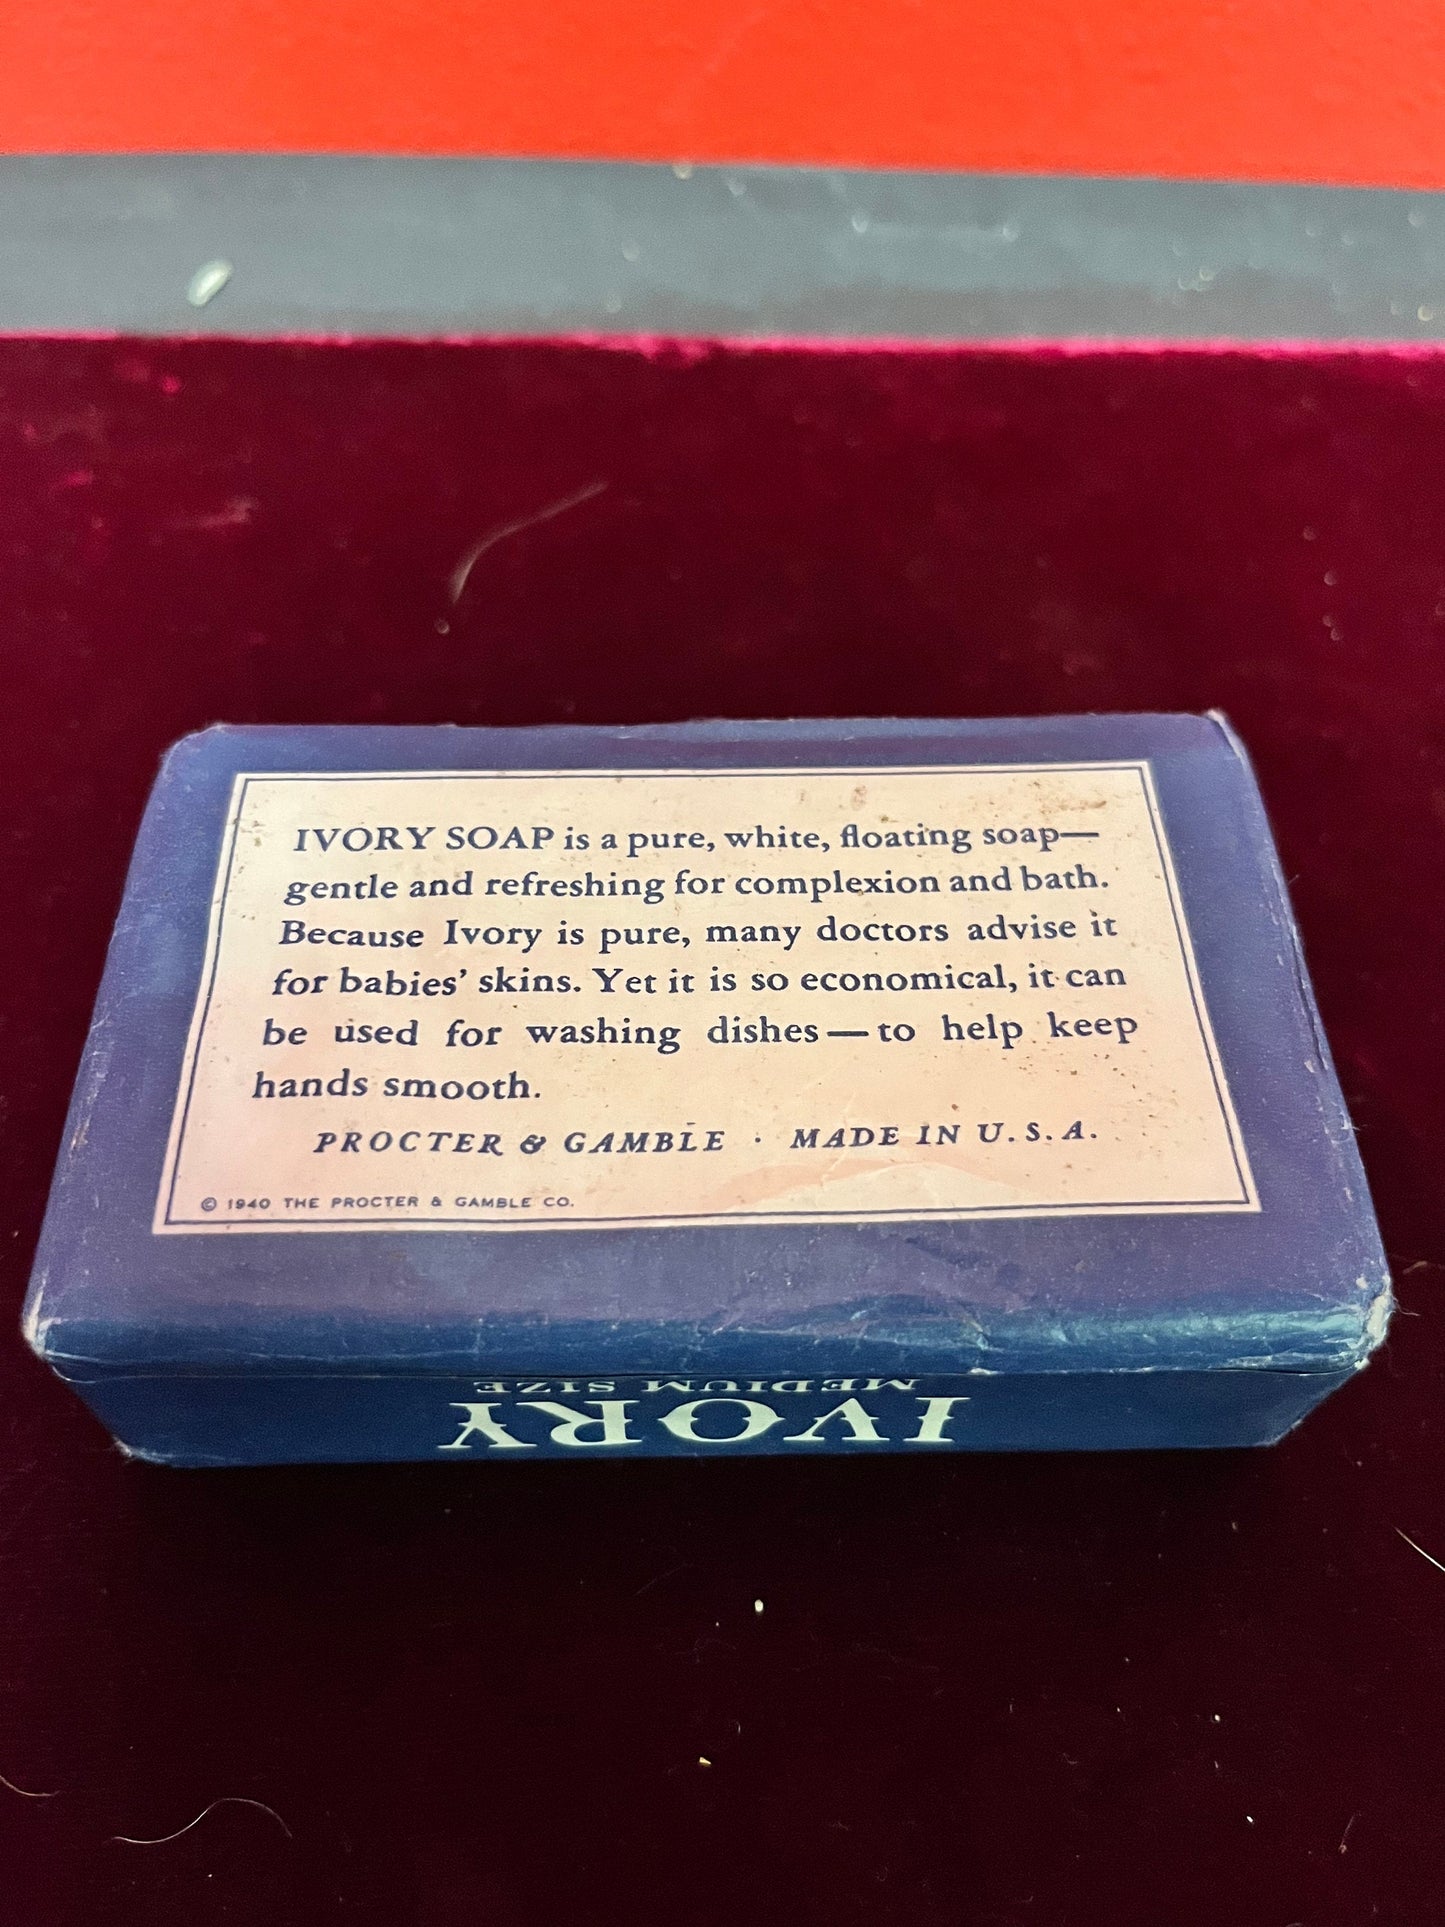 IVORY SOAP is a pure, white, floating soap—
gentle and refreshing for complexion and bath.
Because Ivory is pure, many doctors advise it
for babies' skins. Yet it is so economical, it can
be used for washing dishes — to help keep
hands smooth.
PROCTER & GAMBLE · MADE IN U.S.A.
© 1940 THE PROCTER & GAMBLE CO.
IVORY
MEDIUM SIZE